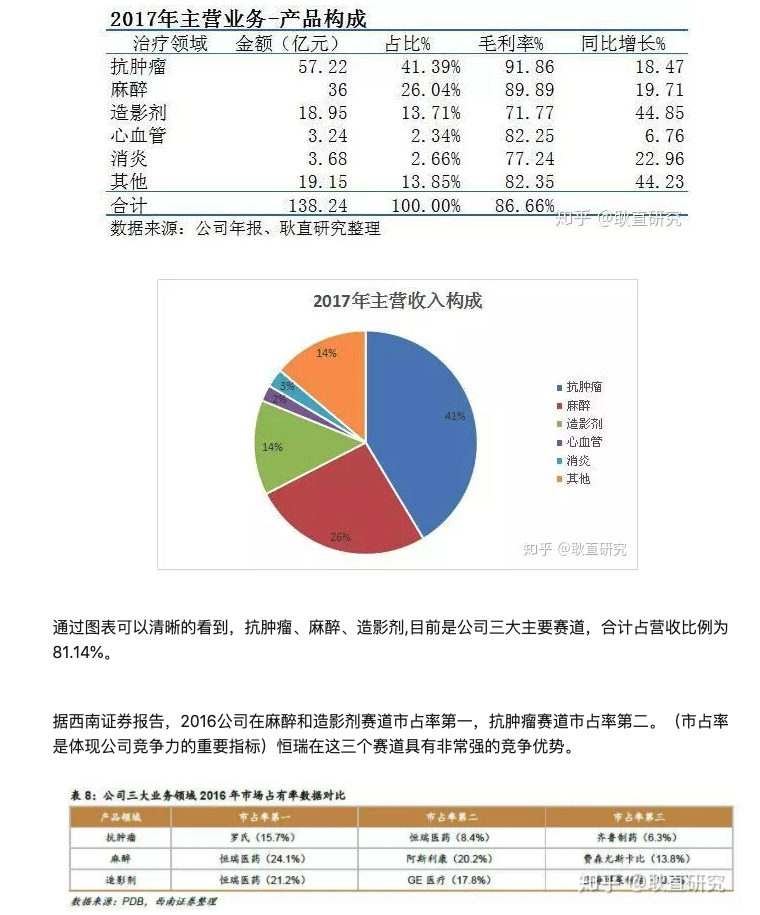 2017年主营业务-产品构成
治疗领域 金额（亿元） 占比% 毛利率% 同比增长%
抗肿瘤 57.22 41.39% 91.86 18.47
麻醉 36 26.04% 89.89 19.71
造影剂 18.95 13.71% 71.77 44.85
心血管 3.24 2.34% 82.25 6.76
消炎 3.68 2.66% 77.24 22.96
其他 19.15 13.85% 82.35 44.23
合计 138.24 100.00% 86.66%
知乎 @耿直研究
数据来源：公司年报、耿直研究整理
2017年主营收入构成
14%
3%
2%
41%
14%
26%
抗肿瘤
麻醉
造影剂
心血管
消炎
其他
知乎 @耿直研究
通过图表可以清晰的看到，抗肿瘤、麻醉、造影剂,目前是公司三大主要赛道，合计占营收比例为
81.14%。
据西南证券报告，2016公司在麻醉和造影剂赛道市占率第一，抗肿瘤赛道市占率第二。（市占率
是体现公司竞争力的重要指标）恒瑞在这三个赛道具有非常强的竞争优势。
表 8：公司三大业务领域 2016 年市场占有率数据对比
产品领域 市占率第一 市占率第二 市占率第三
抗肿瘤 罗氏（15.7%） 恒瑞医药（8.4%） 齐鲁制药（6.3%）
麻醉 恒瑞医药（24.1%） 阿斯利康（20.2%） 费森尤斯卡比（13.8%）
造影剂 恒瑞医药（21.2%） GE 医疗（17.8%）
知乎 @耿直研究
数据来源：PDB，西南证券整理